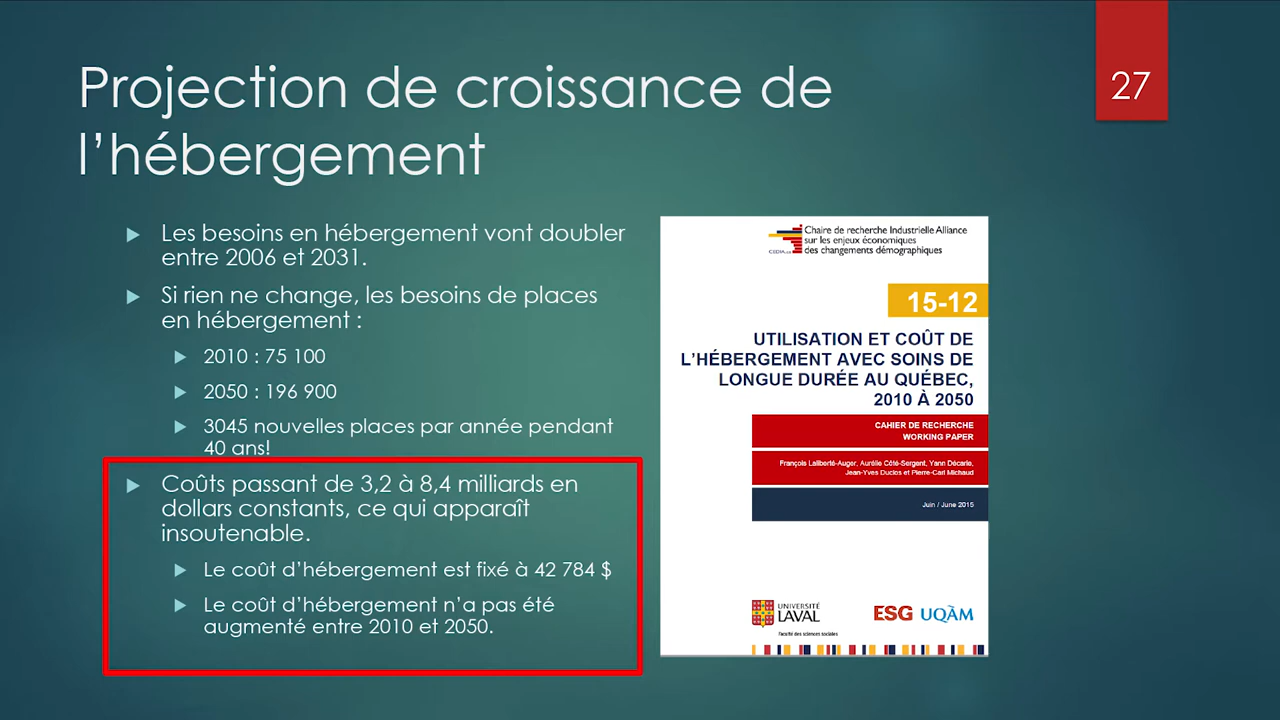 Projection de croissance de
l'hébergement
27
Les besoins en hébergement vont doubler
entre 2006 et 2031.
Si rien ne change, les besoins de places
en hébergement :
2010 : 75 100
2050 : 196 900
3045 nouvelles places par année pendant
40 ans!
Coûts passant de 3,2 à 8,4 milliards en
dollars constants, ce qui apparaît
insoutenable.
Le coût d'hébergement est fixé à 42 784 $
Le coût d'hébergement n'a pas été
augmenté entre 2010 et 2050.
Chaire de recherche Industrielle Alliance
sur les enjeux économiques
des changements démographiques
15-12
UTILISATION ET COÛT DE
L'HÉBERGEMENT AVEC SOINS DE
LONGUE DURÉE AU QUÉBEC,
2010 À 2050
CAHIER DE RECHERCHE
WORKING PAPER
François Laliberté-Auger, Aurélie Côté-Sergent, Yann Décarie,
Jean-Yves Duclos et Pierre-Carl Michaud
Juin / June 2015
UNIVERSITÉ
LAVAL
Faculté des sciences sociales
ESG UQÀM